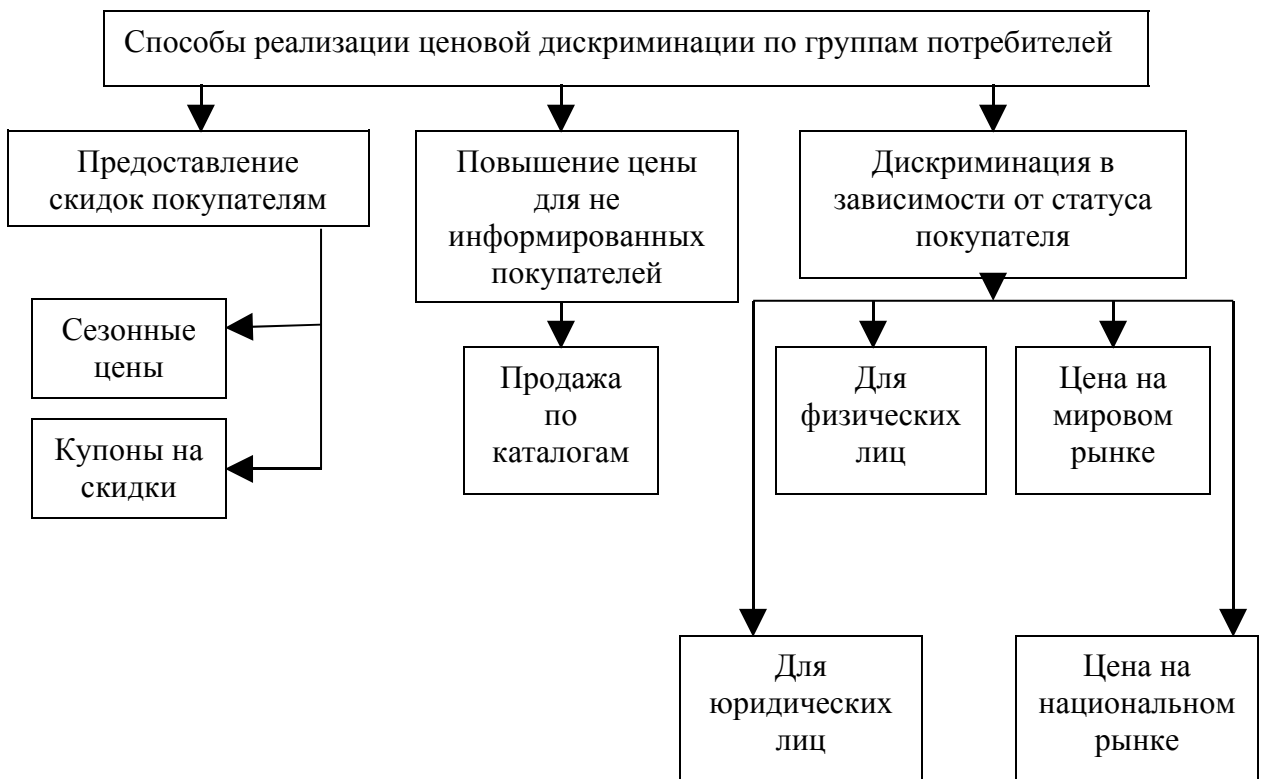 Способы реализации ценовой дискриминации по группам потребителей
Предоставление
скидок покупателям
Повышение цены
для не
информированных
покупателей
Дискриминация в
зависимости от статуса
покупателя
Сезонные
цены
Купоны на
скидки
Продажа
по
каталогам
Для
физических
лиц
Цена на
мировом
рынке
Для
юридических
лиц
Цена на
национальном
рынке